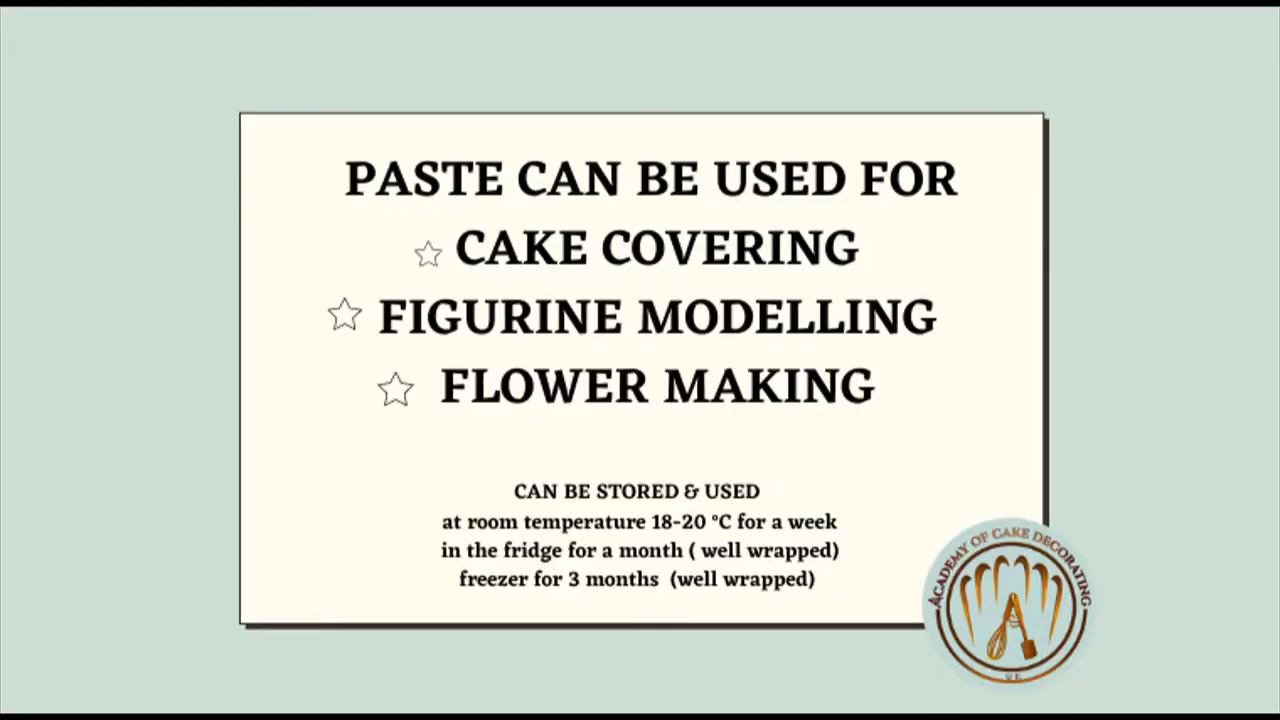 PASTE CAN BE USED FOR
CAKE COVERING
FIGURINE MODELLING
FLOWER MAKING
CAN BE STORED & USED
at room temperature 18-20 °C for a week
in the fridge for a month ( well wrapped)
freezer for 3 months (well wrapped)
ACADEMY OF CAKE DECORATING
A
UK